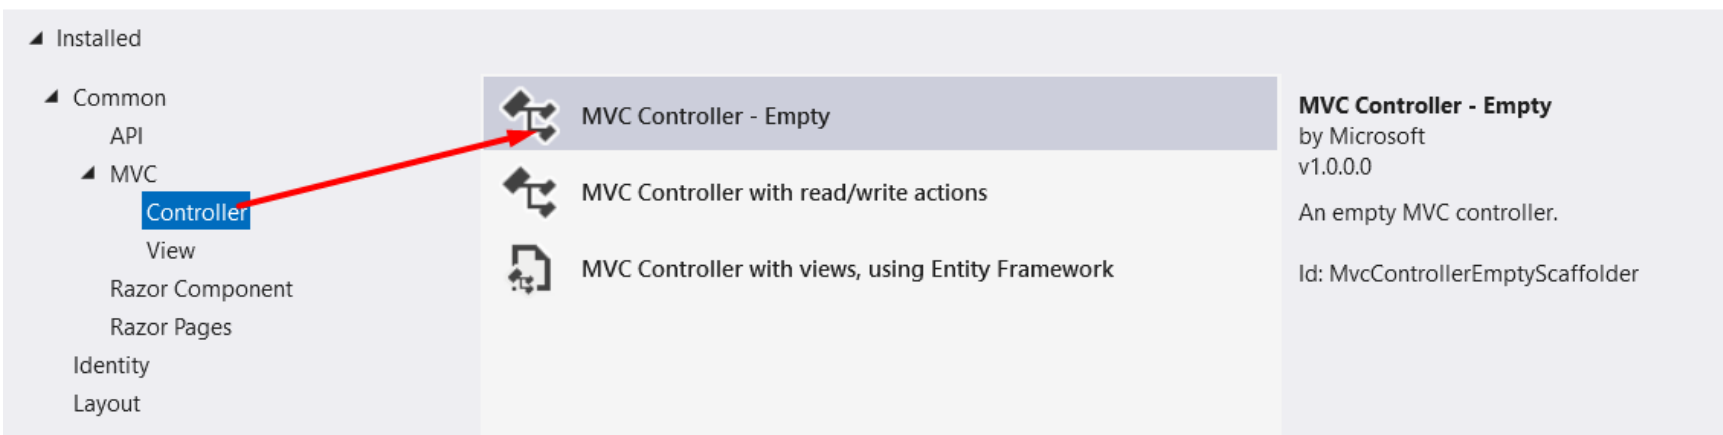 Installed
Common
API
MVC
Controller
View
Razor Component
Razor Pages
Identity
Layout
MVC Controller - Empty
MVC Controller with read/write actions
MVC Controller with views, using Entity Framework
MVC Controller - Empty
by Microsoft
v1.0.0.0
An empty MVC controller.
Id: MvcControllerEmptyScaffolder